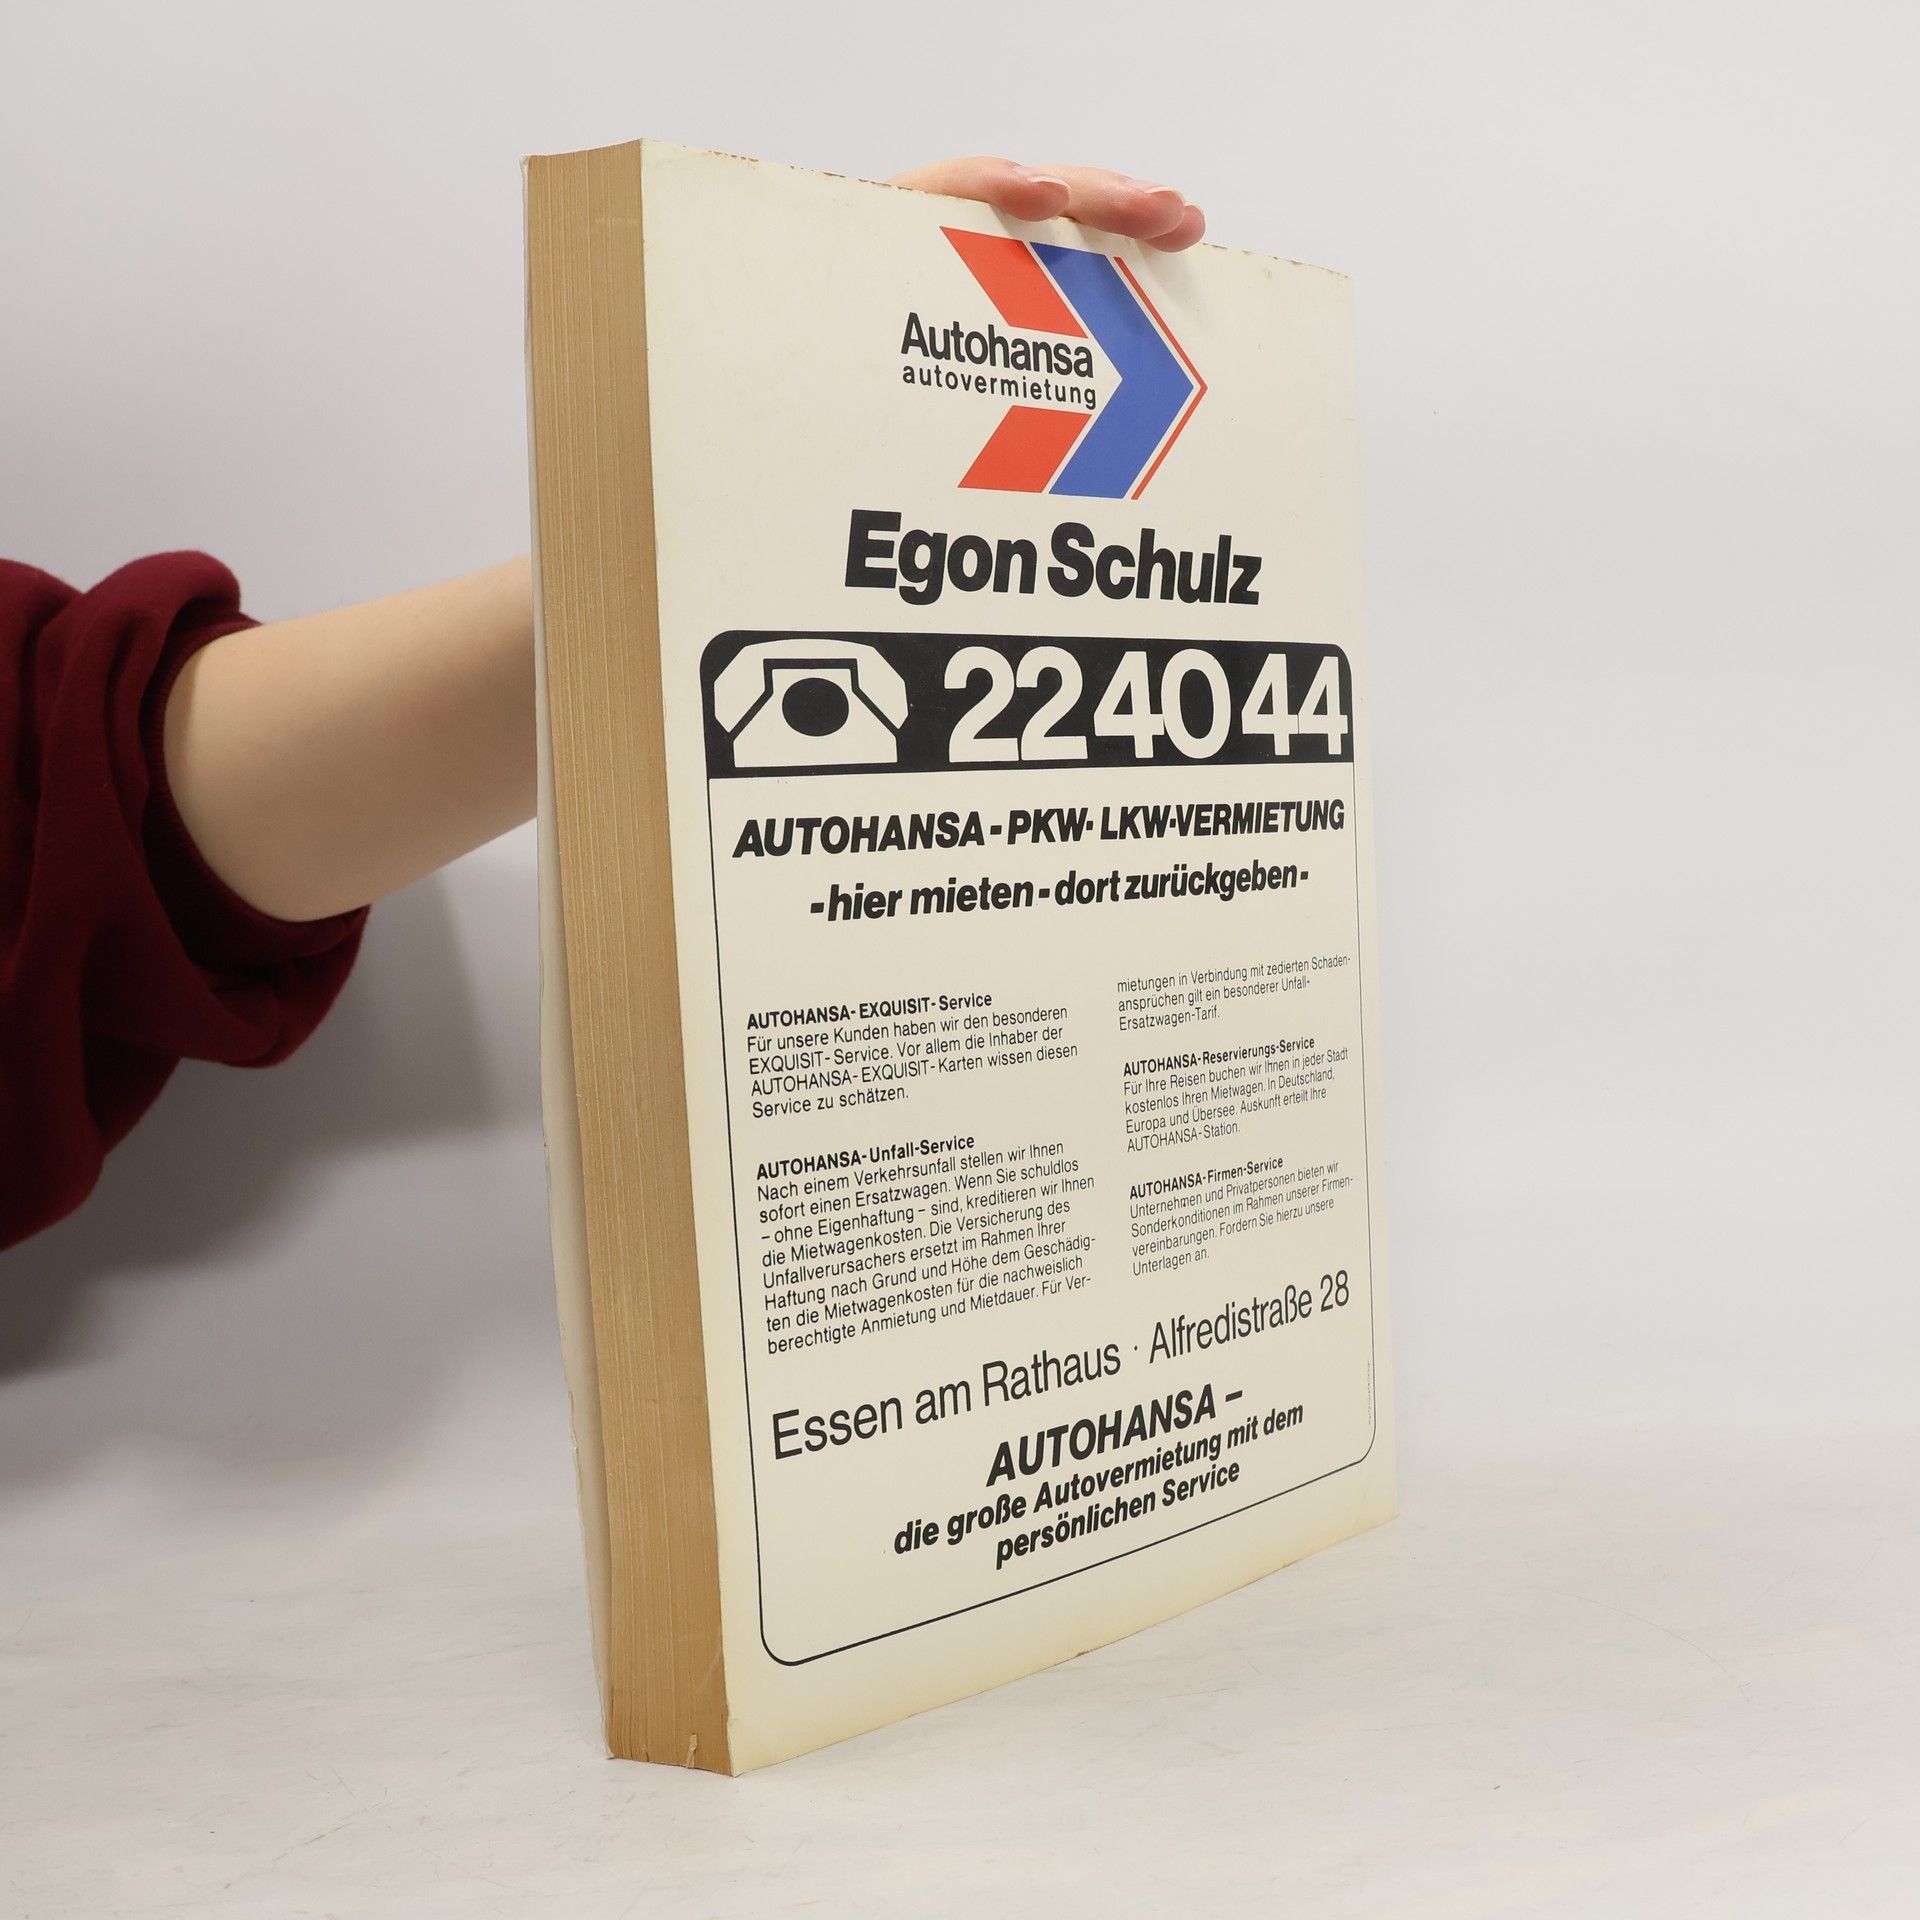 Autohansa
autovermietung
Egon Schulz
22 40 44
AUTOHANSA - PKW · LKW · VERMIETUNG
- hier mieten - dort zurückgeben -
AUTOHANSA - EXQUISIT - Service
Für unsere Kunden haben wir den besonderen
EXQUISIT - Service. Vor allem die Inhaber der
AUTOHANSA - EXQUISIT - Karten wissen diesen
Service zu schätzen.
AUTOHANSA - Unfall-Service
Nach einem Verkehrsunfall stellen wir Ihnen
sofort einen Ersatzwagen. Wenn Sie schuldlos
– ohne Eigenhaftung – sind, kreditieren wir Ihnen
die Mietwagenkosten. Die Versicherung des
Unfallverursachers ersetzt im Rahmen Ihrer
Haftung nach Grund und Höhe dem Geschädig-
ten die Mietwagenkosten für die nachweislich
berechtigte Anmietung und Mietdauer. Für Ver-
mietungen in Verbindung mit zedierten Schaden-
ansprüchen gilt ein besonderer Unfall-
Ersatzwagen-Tarif.
AUTOHANSA - Reservierungs-Service
Für Ihre Reisen buchen wir Ihnen in jeder Stadt
kostenlos Ihren Mietwagen. In Deutschland,
Europa und Übersee. Auskunft erteilt Ihre
AUTOHANSA - Station.
AUTOHANSA - Firmen-Service
Unternehmen und Privatpersonen bieten wir
Sonderkonditionen im Rahmen unserer Firmen-
vereinbarungen. Fordern Sie hierzu unsere
Unterlagen an.
Essen am Rathaus · Alfredistraße 28
AUTOHANSA –
die große Autovermietung mit dem
persönlichen Service